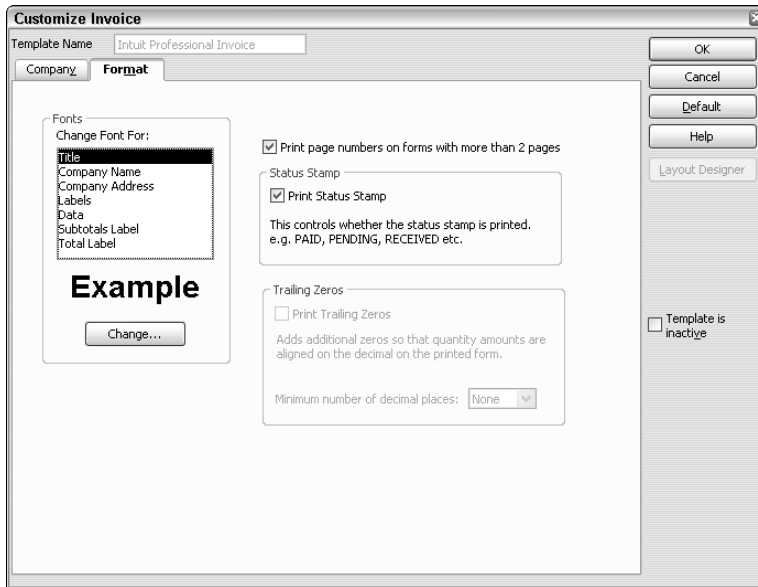 Customize Invoice
Template Name
Intuit Professional Invoice
Company
Format
Fonts
Change Font For:
Title
Company Name
Company Address
Labels
Data
Subtotals Label
Total Label
Example
Change...
Print page numbers on forms with more than 2 pages
Status Stamp
Print Status Stamp
This controls whether the status stamp is printed.
e.g. PAID, PENDING, RECEIVED etc.
Trailing Zeros
Print Trailing Zeros
Adds additional zeros so that quantity amounts are
aligned on the decimal on the printed form.
Minimum number of decimal places: None
OK
Cancel
Default
Help
Layout Designer
Template is
inactive